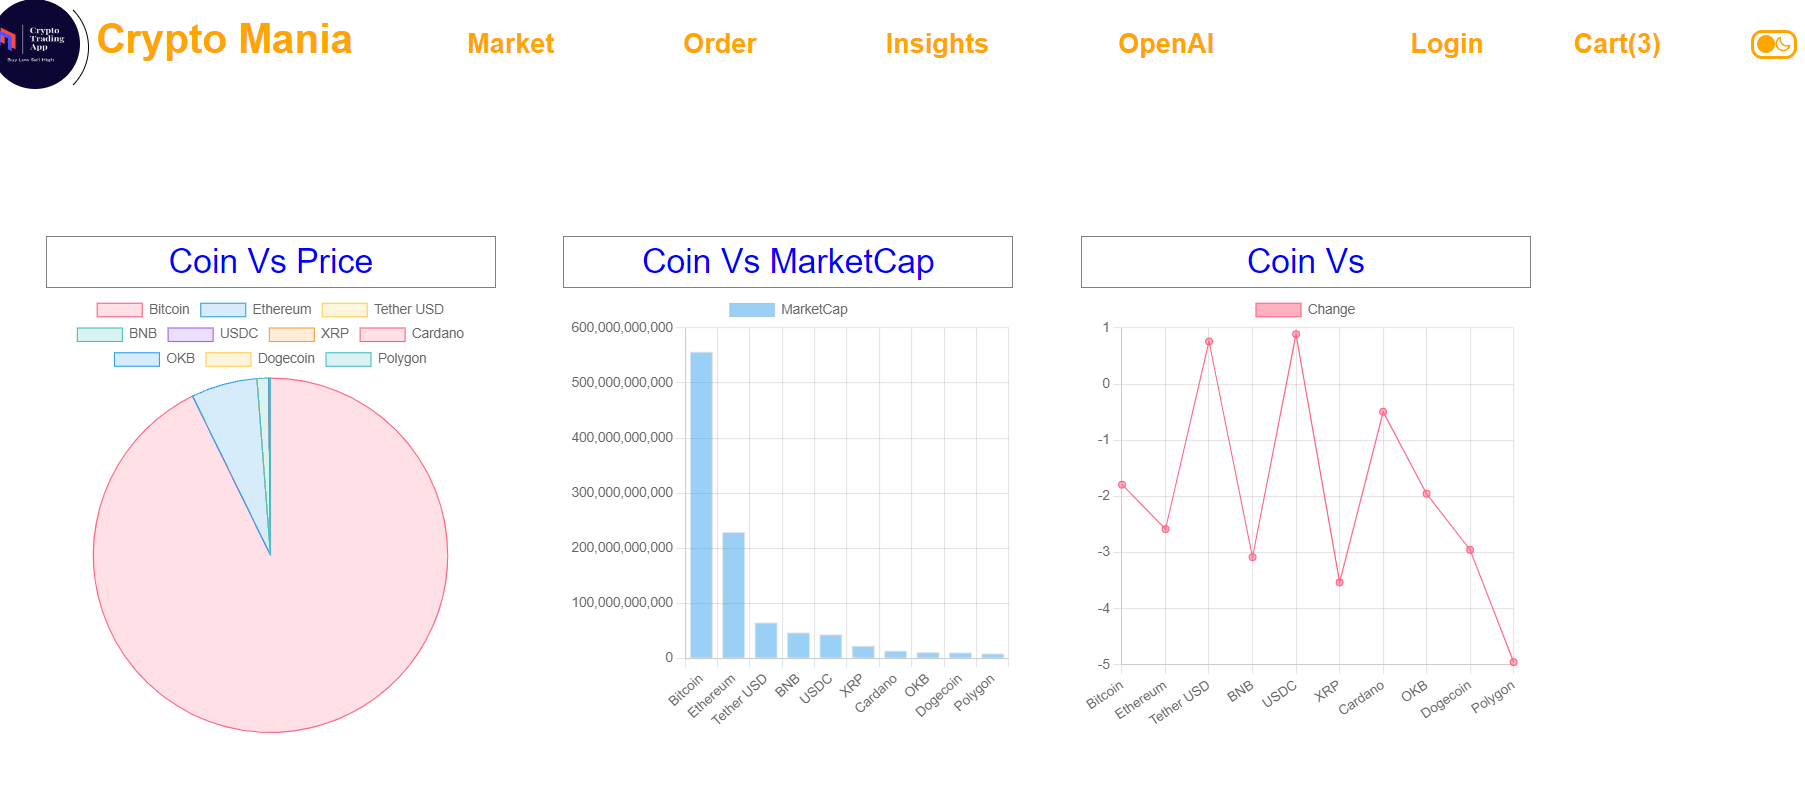 Crypto
Trading
App
Buy Low Sell High
Crypto Mania
Market
Order
Insights
OpenAI
Login
Cart(3)
Coin Vs Price
Bitcoin Ethereum Tether USD
BNB USDC XRP Cardano
OKB Dogecoin Polygon
Coin Vs MarketCap
MarketCap
600,000,000,000
500,000,000,000
400,000,000,000
300,000,000,000
200,000,000,000
100,000,000,000
0
Bitcoin
Ethereum
Tether USD
BNB
USDC
XRP
Cardano
OKB
Dogecoin
Polygon
Coin Vs
Change
1
0
-1
-2
-3
-4
-5
Bitcoin
Ethereum
Tether USD
BNB
USDC
XRP
Cardano
OKB
Dogecoin
Polygon